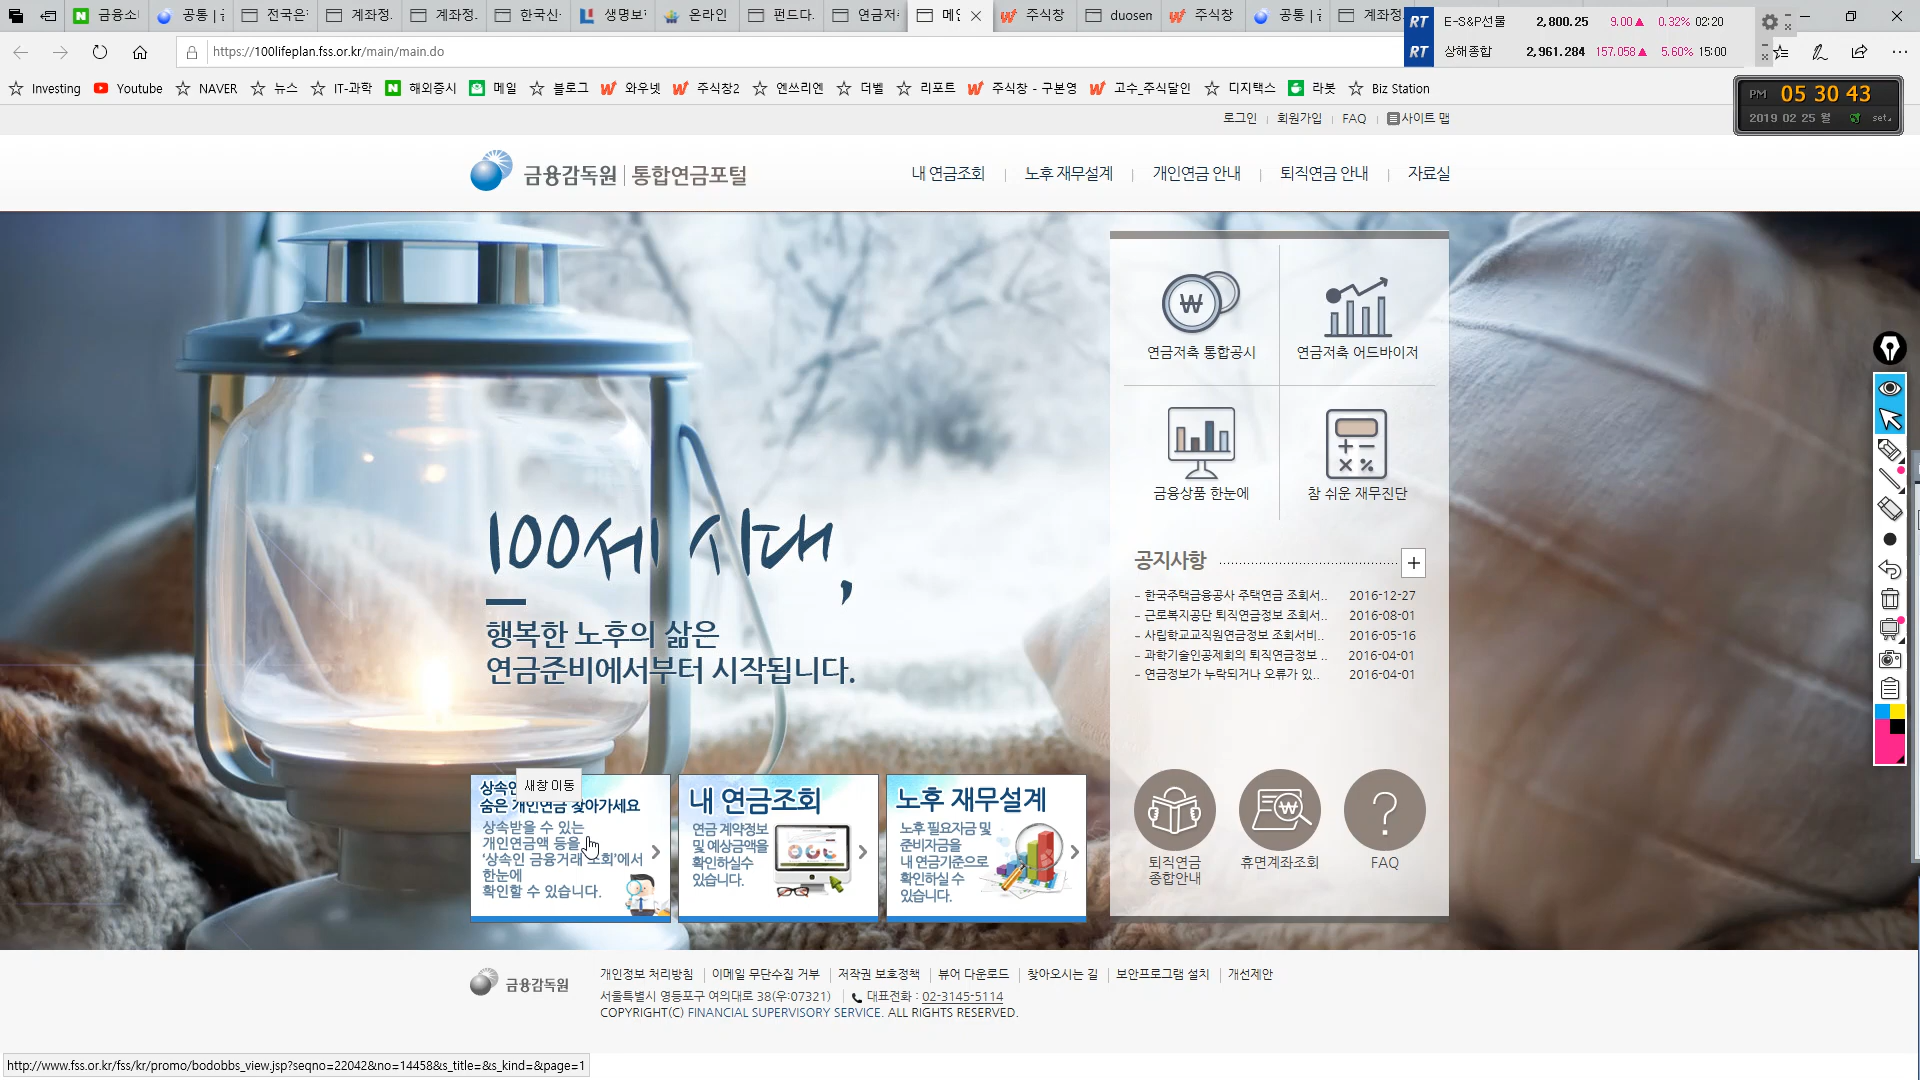 금융소
공통 | 금
전국은
계좌정.
계좌정.
한국신
생명보
온라인
펀드다.
연금저
메인
주식창
duosem
주식창
공통 | 금
계좌정
RT E-S&P선물 2,800.25 9.00▲ 0.32% 02:20
RT 상해종합 2,961.284 157.058▲ 5.60% 15:00
https://100lifeplan.fss.or.kr/main/main.do
Investing Youtube NAVER 뉴스 IT-과학 해외증시 메일 블로그 와우넷 주식창2 엔쓰리엔 더벨 리포트 주식창 - 구본영 고수_주식달인 디지택스 라봇 Biz Station
PM 05 30 43
2019 02 25 월 set
로그인 회원가입 FAQ 사이트 맵
금융감독원 | 통합연금포털
내 연금조회 노후 재무설계 개인연금 안내 퇴직연금 안내 자료실
연금저축 통합공시
연금저축 어드바이저
금융상품 한눈에
참 쉬운 재무진단
100세 시대,
행복한 노후의 삶은
연금준비에서부터 시작됩니다.
공지사항
- 한국주택금융공사 주택연금 조회서.. 2016-12-27
- 근로복지공단 퇴직연금정보 조회서.. 2016-08-01
- 사립학교교직원연금정보 조회서비.. 2016-05-16
- 과학기술인공제회의 퇴직연금정보 .. 2016-04-01
- 연금정보가 누락되거나 오류가 있.. 2016-04-01
상속인
새창 이동
숨은 개인연금 찾아가세요
상속받을 수 있는
개인연금액 등을
'상속인 금융거래 조회'에서
한눈에
확인할 수 있습니다.
내 연금조회
연금 계약정보
및 예상금액을
확인하실수
있습니다.
노후 재무설계
노후 필요자금 및
준비자금을
내 연금기준으로
확인하실 수
있습니다.
퇴직연금
종합안내
휴면계좌조회
FAQ
금융감독원
개인정보 처리방침 이메일 무단수집 거부 저작권 보호정책 뷰어 다운로드 찾아오시는 길 보안프로그램 설치 개선제안
서울특별시 영등포구 여의대로 38(우:07321) 대표전화 : 02-3145-5114
COPYRIGHT(C) FINANCIAL SUPERVISORY SERVICE. ALL RIGHTS RESERVED.
http://www.fss.or.kr/fss/kr/promo/bodobbs_view.jsp?seqno=22042&no=14458&s_title=&s_kind=&page=1